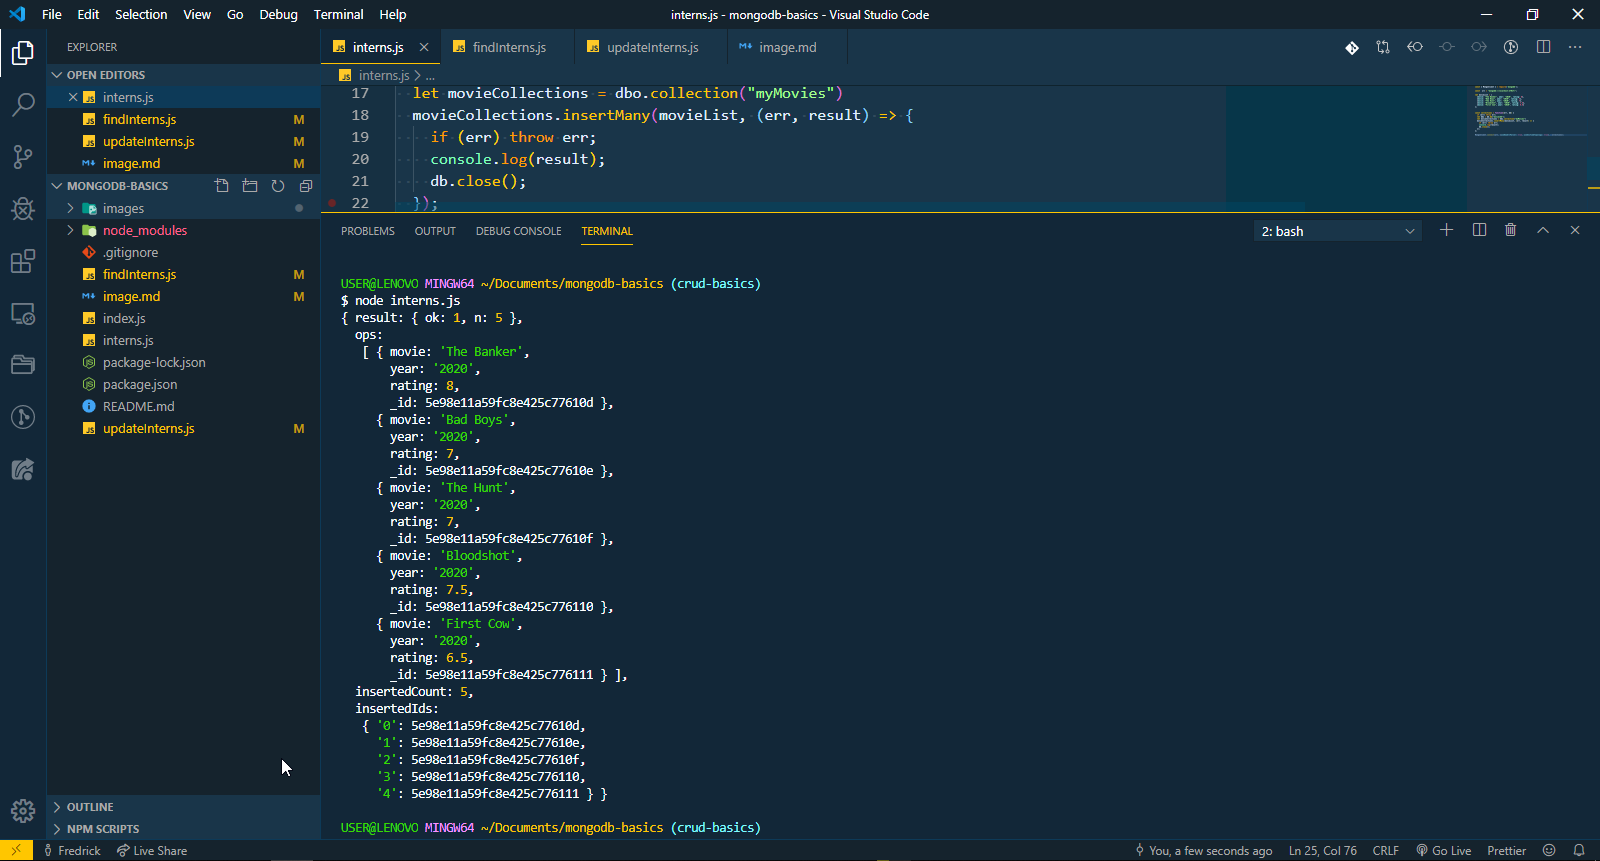 File Edit Selection View Go Debug Terminal Help
interns.js - mongodb-basics - Visual Studio Code
EXPLORER
OPEN EDITORS
interns.js
findInterns.js M
updateInterns.js M
image.md M
MONGODB-BASICS
images
node_modules
.gitignore
findInterns.js M
image.md M
index.js
interns.js
package-lock.json
package.json
README.md
updateInterns.js M
OUTLINE
NPM SCRIPTS
interns.js findInterns.js updateInterns.js image.md
interns.js > ...
17 let movieCollections = dbo.collection("myMovies")
18 movieCollections.insertMany(movieList, (err, result) => {
19 if (err) throw err;
20 console.log(result);
21 db.close();
22 });
PROBLEMS OUTPUT DEBUG CONSOLE TERMINAL
2: bash
USER@LENOVO MINGW64 ~/Documents/mongodb-basics (crud-basics)
$ node interns.js
{ result: { ok: 1, n: 5 },
ops:
[ { movie: 'The Banker',
year: '2020',
rating: 8,
_id: 5e98e11a59fc8e425c77610d },
{ movie: 'Bad Boys',
year: '2020',
rating: 7,
_id: 5e98e11a59fc8e425c77610e },
{ movie: 'The Hunt',
year: '2020',
rating: 7,
_id: 5e98e11a59fc8e425c77610f },
{ movie: 'Bloodshot',
year: '2020',
rating: 7.5,
_id: 5e98e11a59fc8e425c776110 },
{ movie: 'First Cow',
year: '2020',
rating: 6.5,
_id: 5e98e11a59fc8e425c776111 } ],
insertedCount: 5,
insertedIds:
{ '0': 5e98e11a59fc8e425c77610d,
'1': 5e98e11a59fc8e425c77610e,
'2': 5e98e11a59fc8e425c77610f,
'3': 5e98e11a59fc8e425c776110,
'4': 5e98e11a59fc8e425c776111 } }
USER@LENOVO MINGW64 ~/Documents/mongodb-basics (crud-basics)
Fredrick Live Share
You, a few seconds ago Ln 25, Col 76 CRLF Go Live Prettier